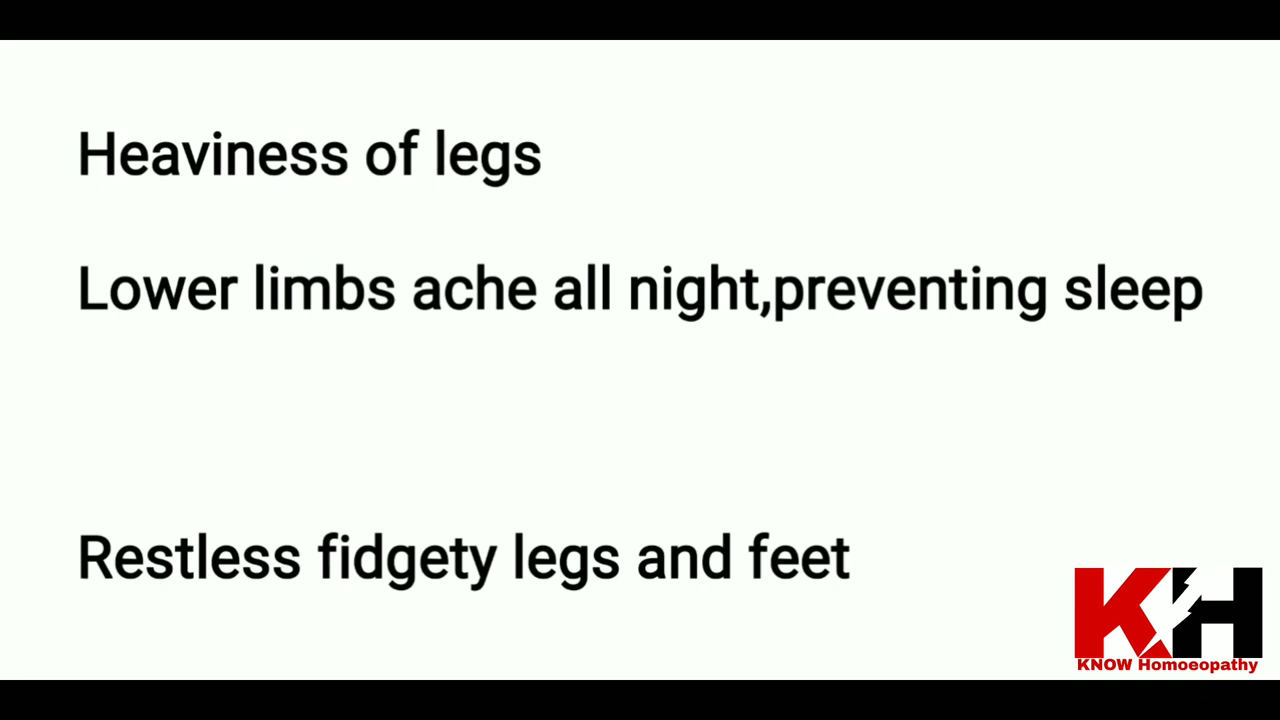 Heaviness of legs
Lower limbs ache all night,preventing sleep
Restless fidgety legs and feet
KH
KNOW Homoeopathy